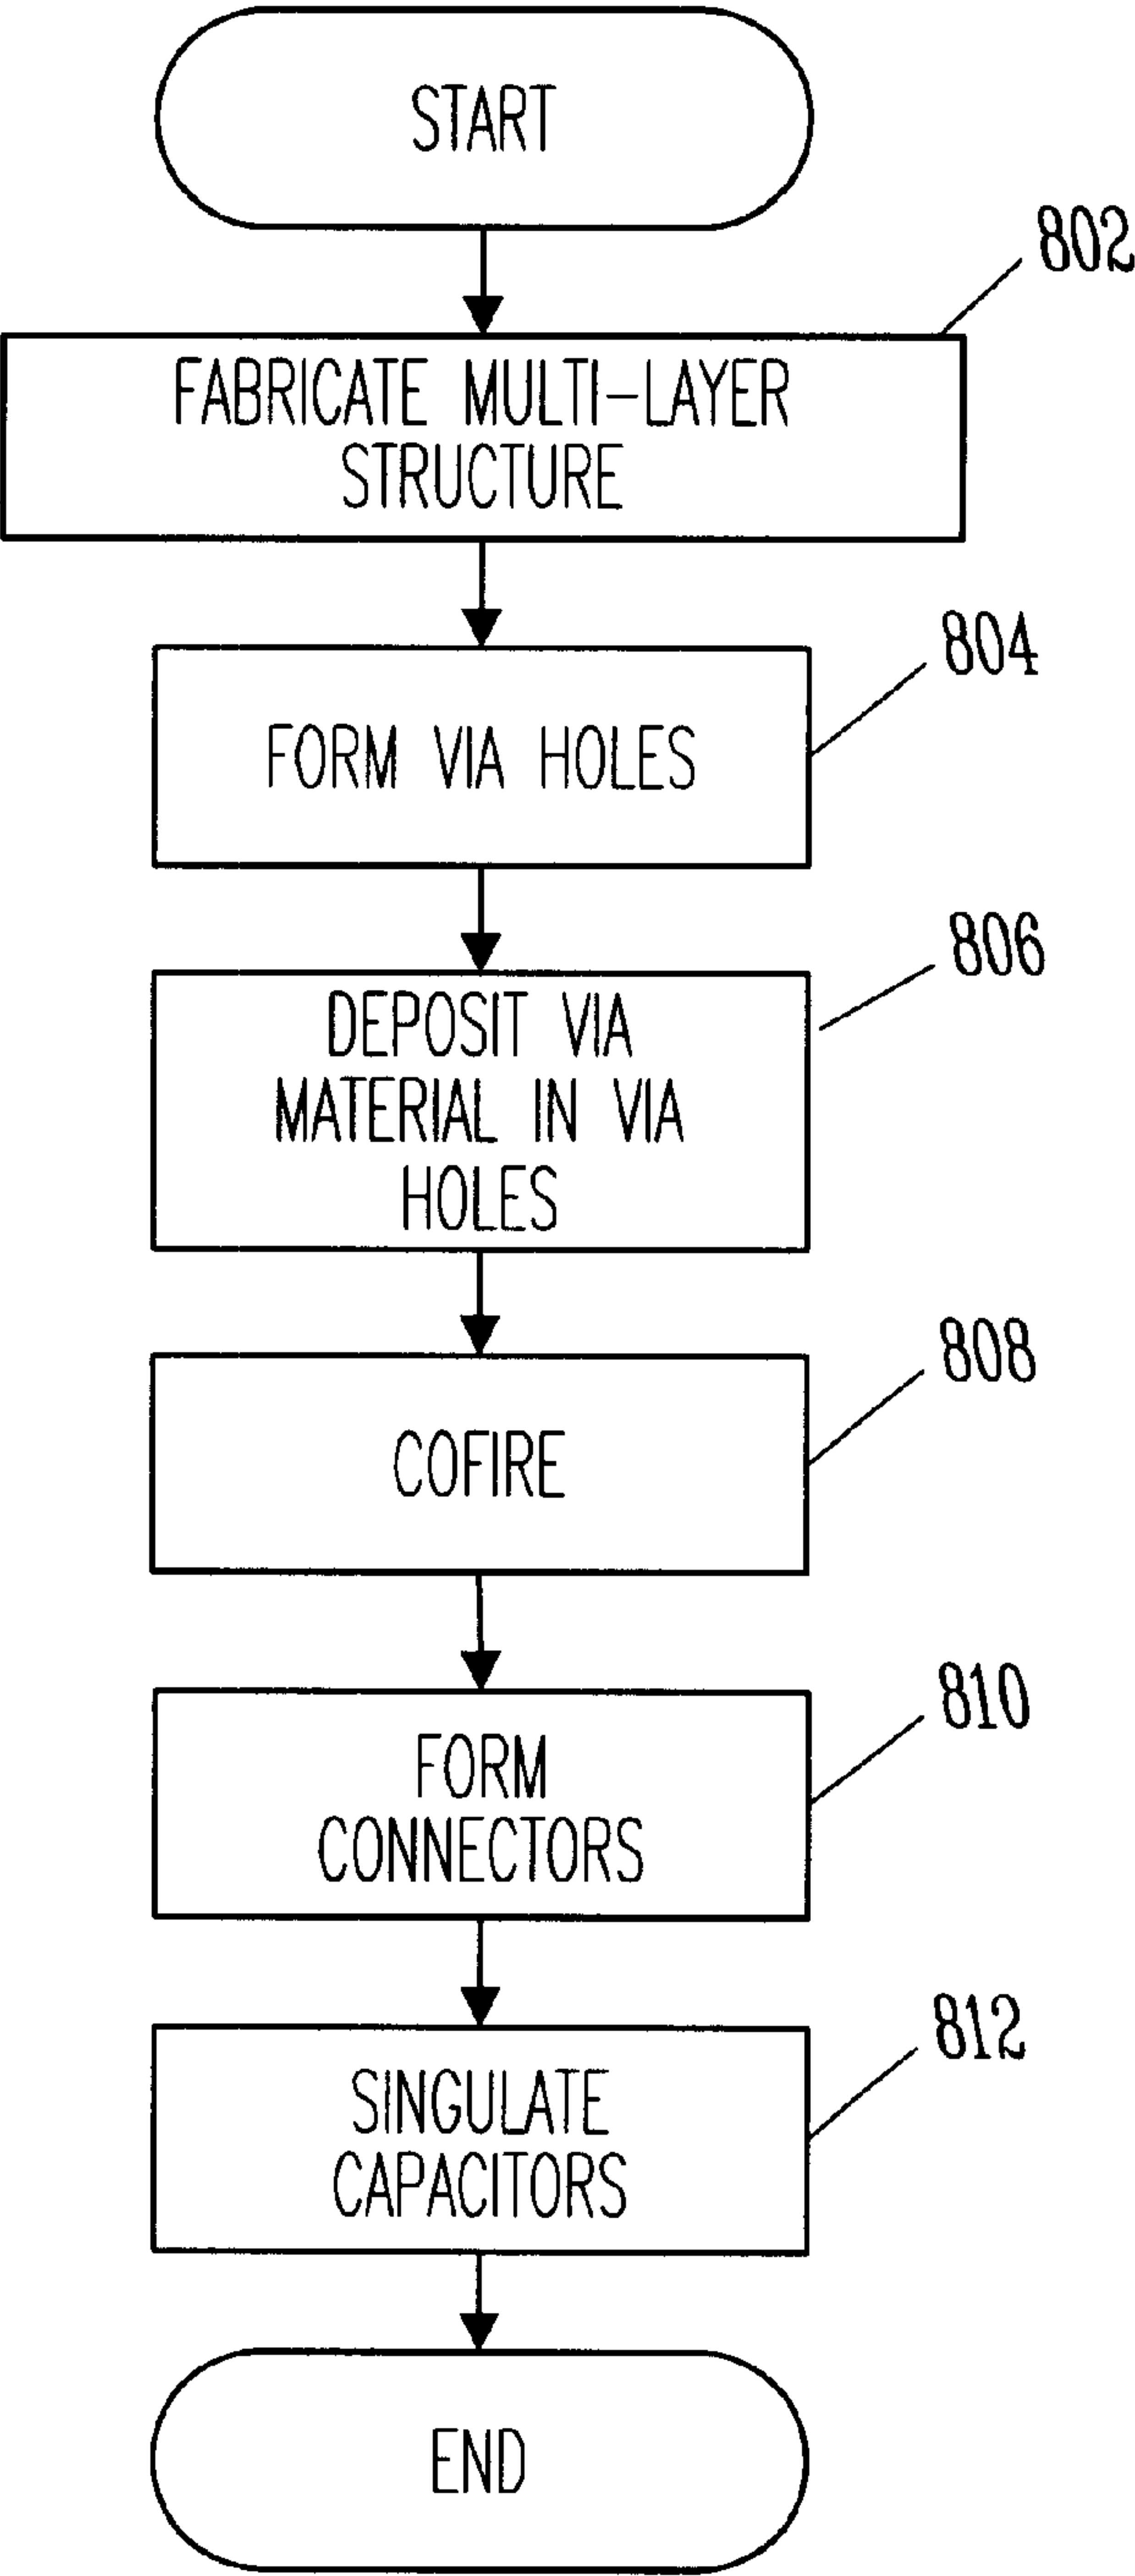 START
802
FABRICATE MULTI-LAYER
STRUCTURE
804
FORM VIA HOLES
806
DEPOSIT VIA
MATERIAL IN VIA
HOLES
808
COFIRE
810
FORM
CONNECTORS
812
SINGULATE
CAPACITORS
END